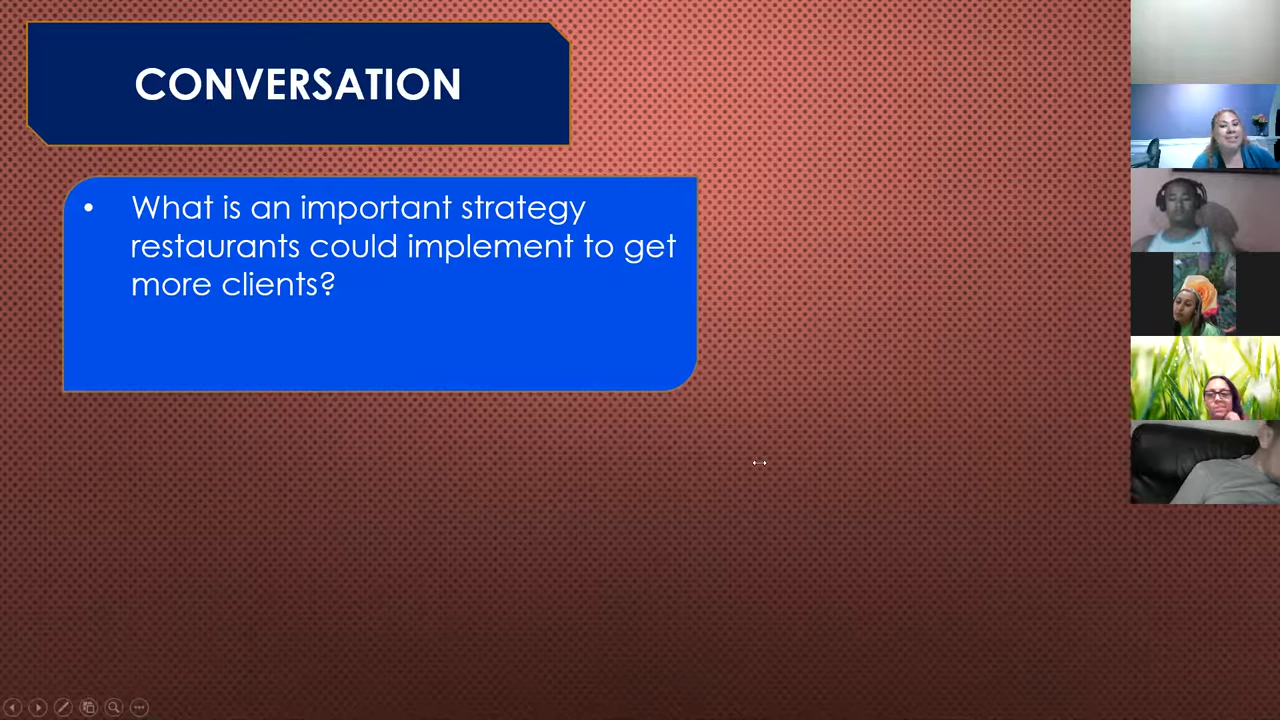 CONVERSATION
• What is an important strategy
restaurants could implement to get
more clients?